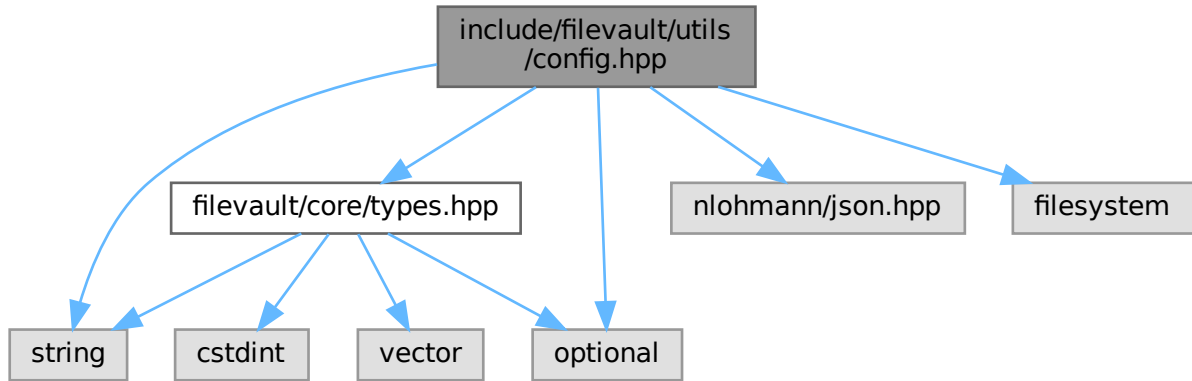 include/filevault/utils
/config.hpp
filevault/core/types.hpp
nlohmann/json.hpp
filesystem
string
cstdint
vector
optional